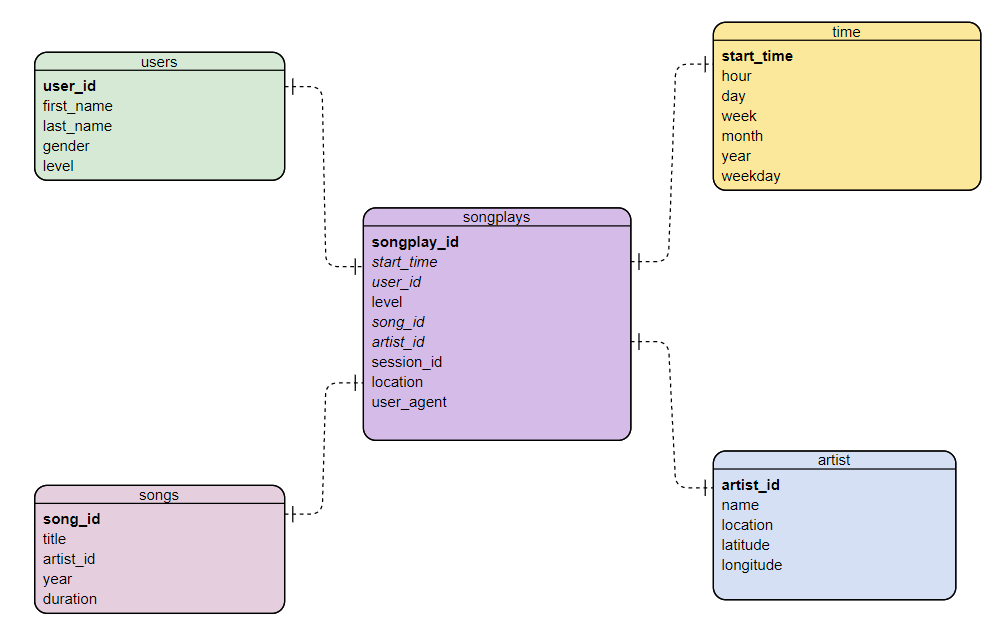 users
user_id
first_name
last_name
gender
level
time
start_time
hour
day
week
month
year
weekday
songplays
songplay_id
start_time
user_id
level
song_id
artist_id
session_id
location
user_agent
songs
song_id
title
artist_id
year
duration
artist
artist_id
name
location
latitude
longitude